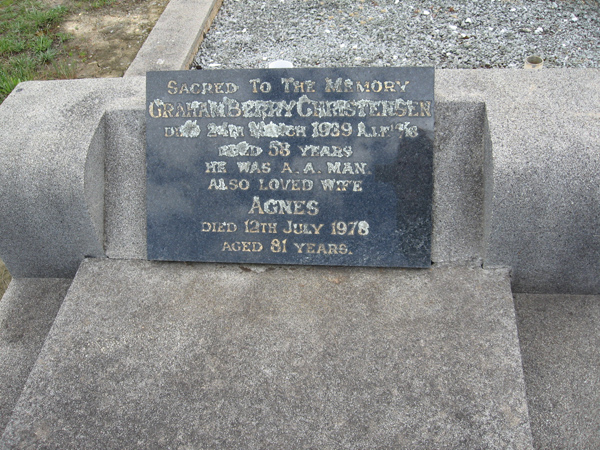 Sacred To The Memory
Graham Berry Christensen
Died 24th March 1939
Aged 58 years
He was A.A. Man.
Also loved wife
Agnes
Died 12th July 1978
Aged 81 years.